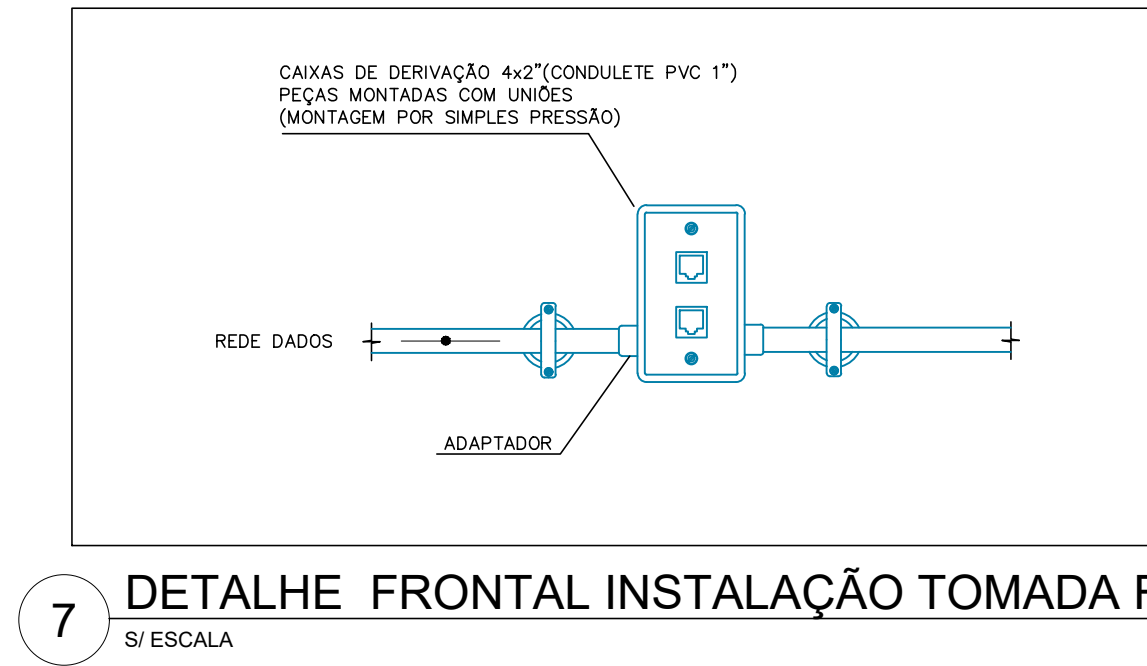 CAIXAS DE DERIVAÇÃO 4x2"(CONDULETE PVC 1")
PEÇAS MONTADAS COM UNIÕES
(MONTAGEM POR SIMPLES PRESSÃO)
REDE DADOS
ADAPTADOR
7
DETALHE FRONTAL INSTALAÇÃO TOMADA
S/ ESCALA